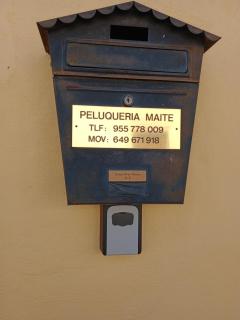 PELUQUERIA MAITE
TLF: 955 778 009
MOV: 649 671 918